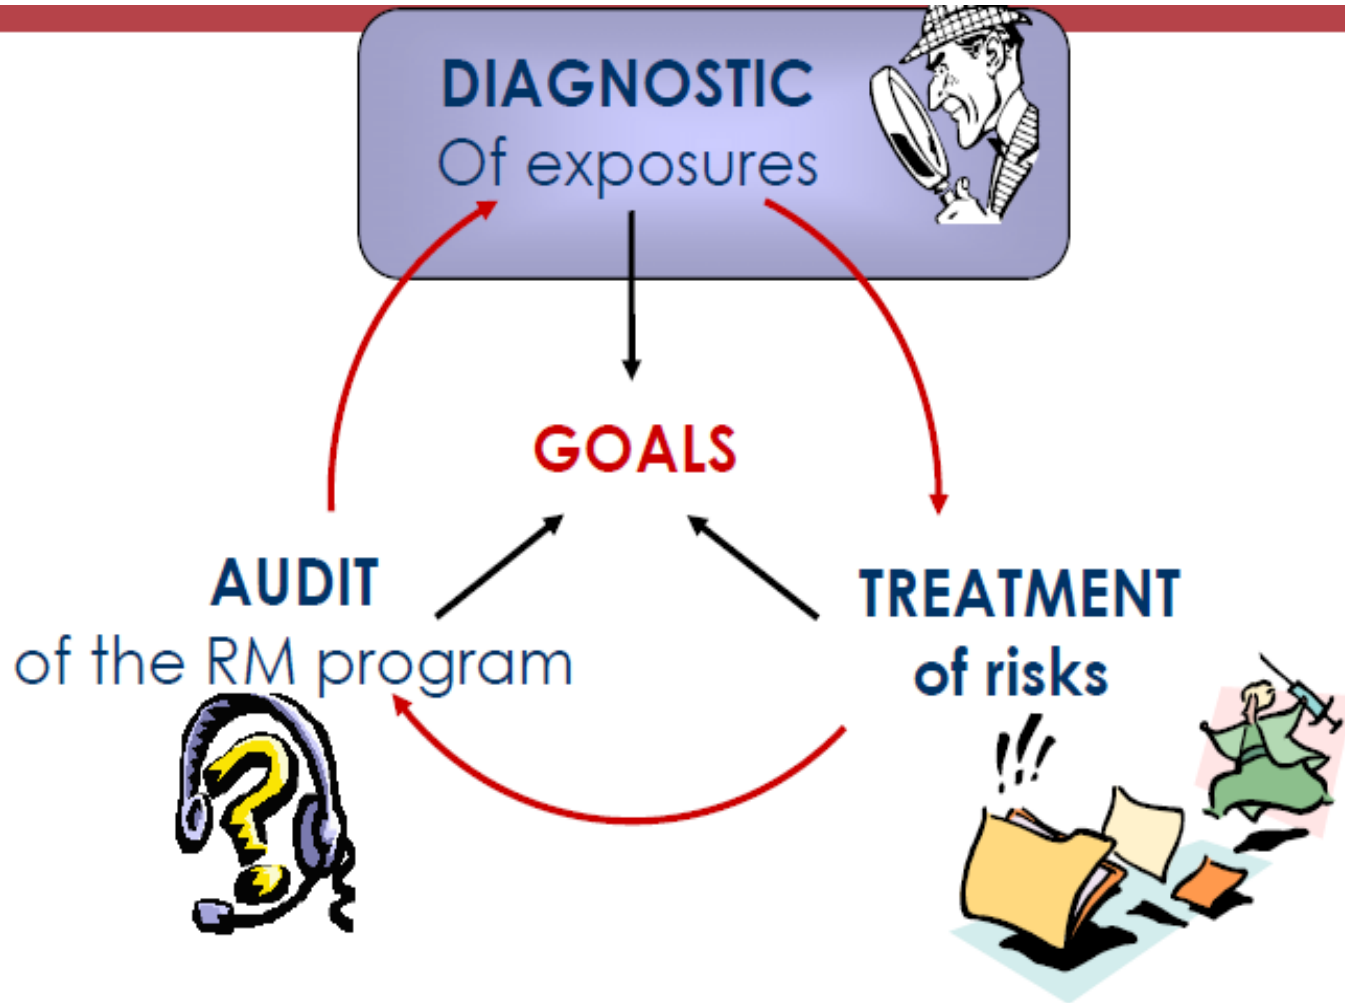 DIAGNOSTIC
Of exposures
GOALS
AUDIT
of the RM program
TREATMENT
of risks
!!!
?